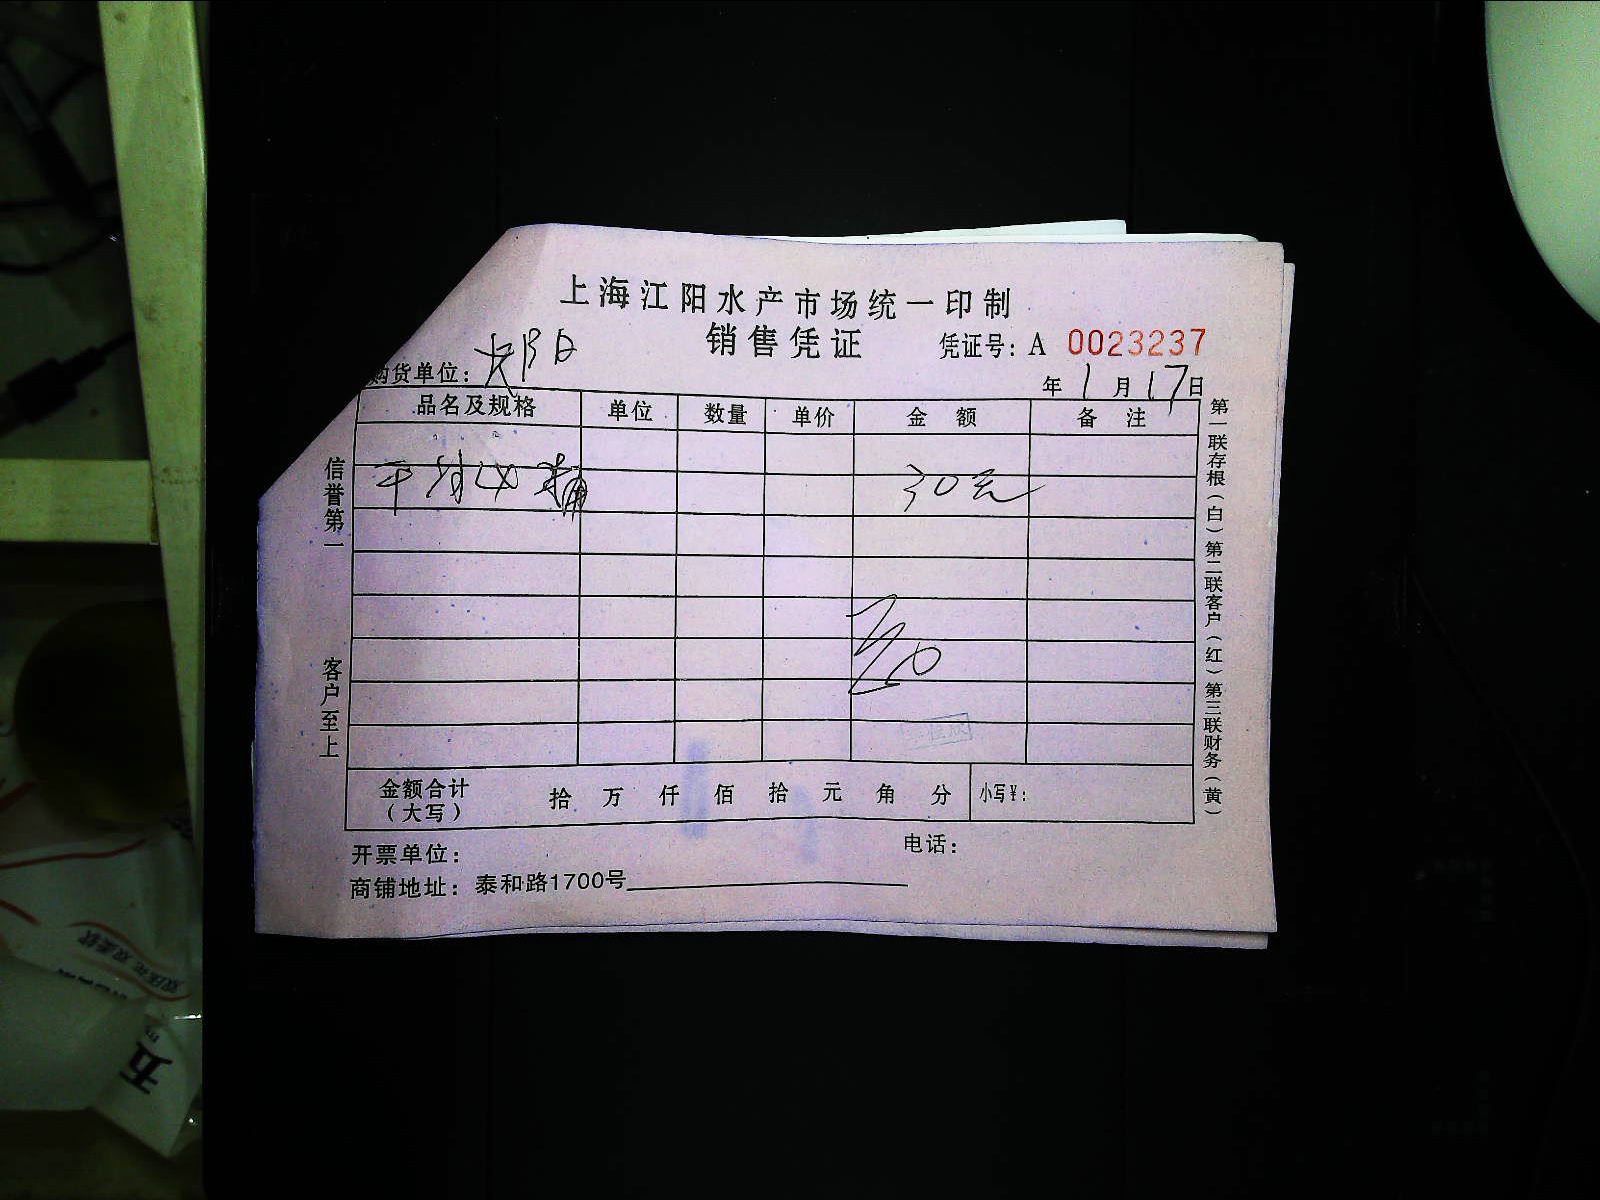 上海江阳水产市场统一印制
销售凭证
凭证号：A 0023237
购货单位：
年 1 月 17 日
品名及规格 单位 数量 单价 金额 备注
30元
30
金额合计（大写） 拾 万 仟 佰 拾 元 角 分 小写¥：
开票单位： 电话：
商铺地址：泰和路1700号
信誉第一 客户至上
第一联存根（白）第二联客户（红）第三联财务（黄）
五